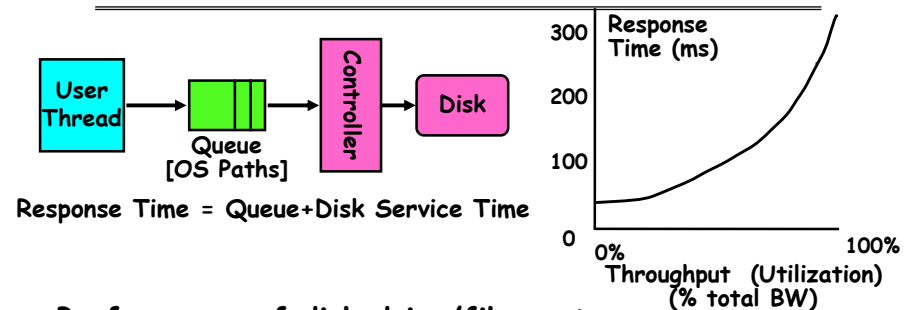 User
Thread
Queue
[OS Paths]
Controller
Disk
Response Time = Queue+Disk Service Time
Response
Time (ms)
300
200
100
0
0%
100%
Throughput (Utilization)
(% total BW)